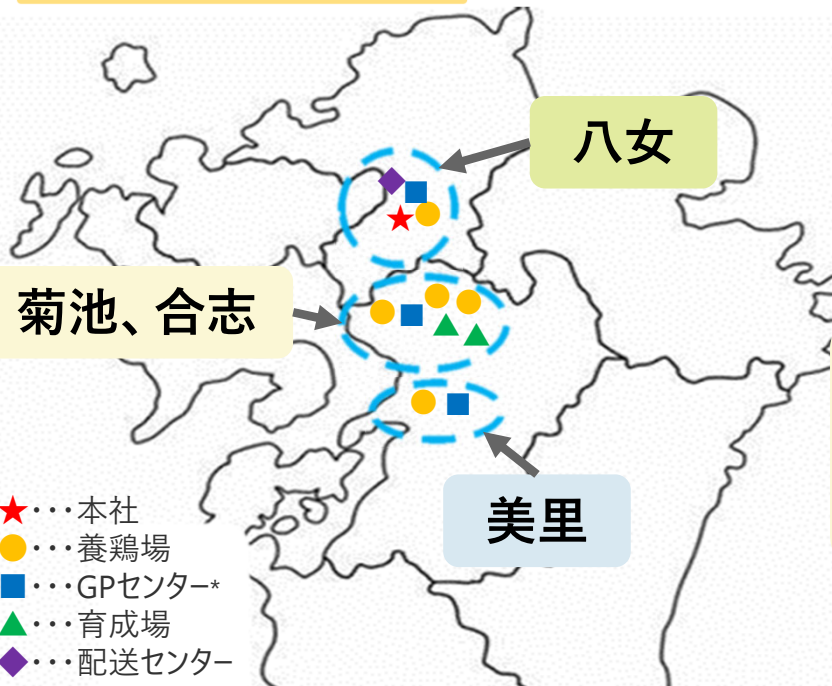 八女
菊池、合志
美里
★・・・本社
●・・・養鶏場
■・・・GPセンター*
▲・・・育成場
◆・・・配送センター